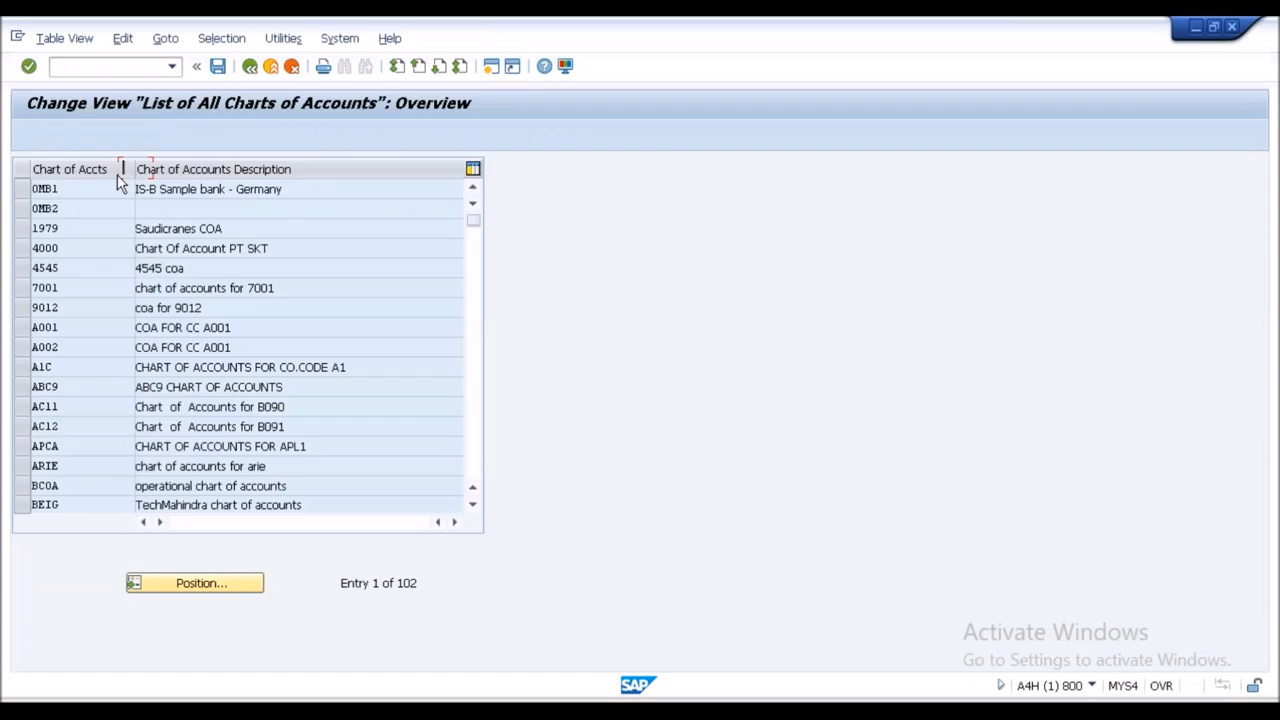 Table View Edit Goto Selection Utilities System Help
Change View "List of All Charts of Accounts": Overview
Chart of Accts Chart of Accounts Description
0MB1 IS-B Sample bank - Germany
0MB2
1979 Saudicranes COA
4000 Chart Of Account PT SKT
4545 4545 coa
7001 chart of accounts for 7001
9012 coa for 9012
A001 COA FOR CC A001
A002 COA FOR CC A001
A1C CHART OF ACCOUNTS FOR CO.CODE A1
ABC9 ABC9 CHART OF ACCOUNTS
AC11 Chart of Accounts for B090
AC12 Chart of Accounts for B091
APCA CHART OF ACCOUNTS FOR APL1
ARIE chart of accounts for arie
BCOA operational chart of accounts
BEIG TechMahindra chart of accounts
Position... Entry 1 of 102
Activate Windows
Go to Settings to activate Windows.
SAP A4H (1) 800 MYS4 OVR